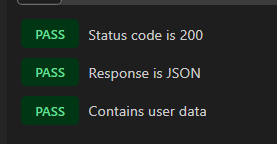 PASS Status code is 200
PASS Response is JSON
PASS Contains user data